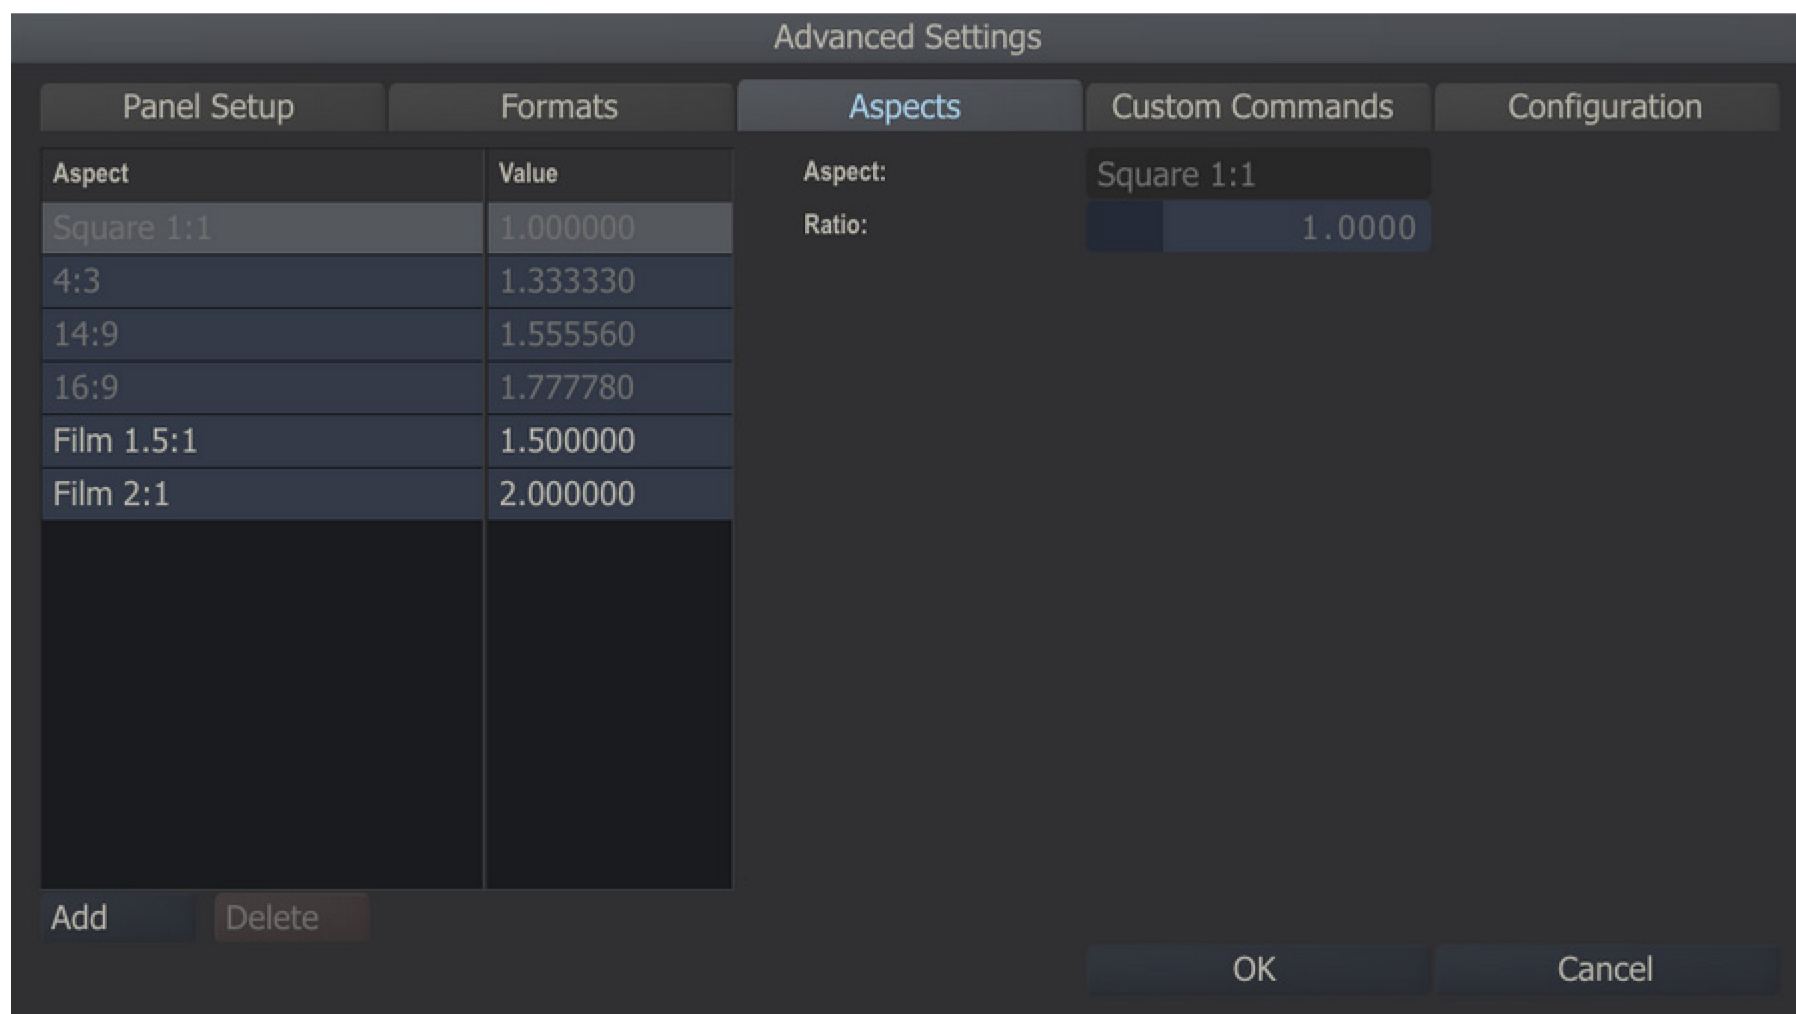 Advanced Settings
Panel Setup Formats Aspects Custom Commands Configuration
Aspect Value
Square 1:1 1.000000
4:3 1.333330
14:9 1.555560
16:9 1.777780
Film 1.5:1 1.500000
Film 2:1 2.000000
Aspect: Square 1:1
Ratio: 1.0000
Add Delete
OK Cancel